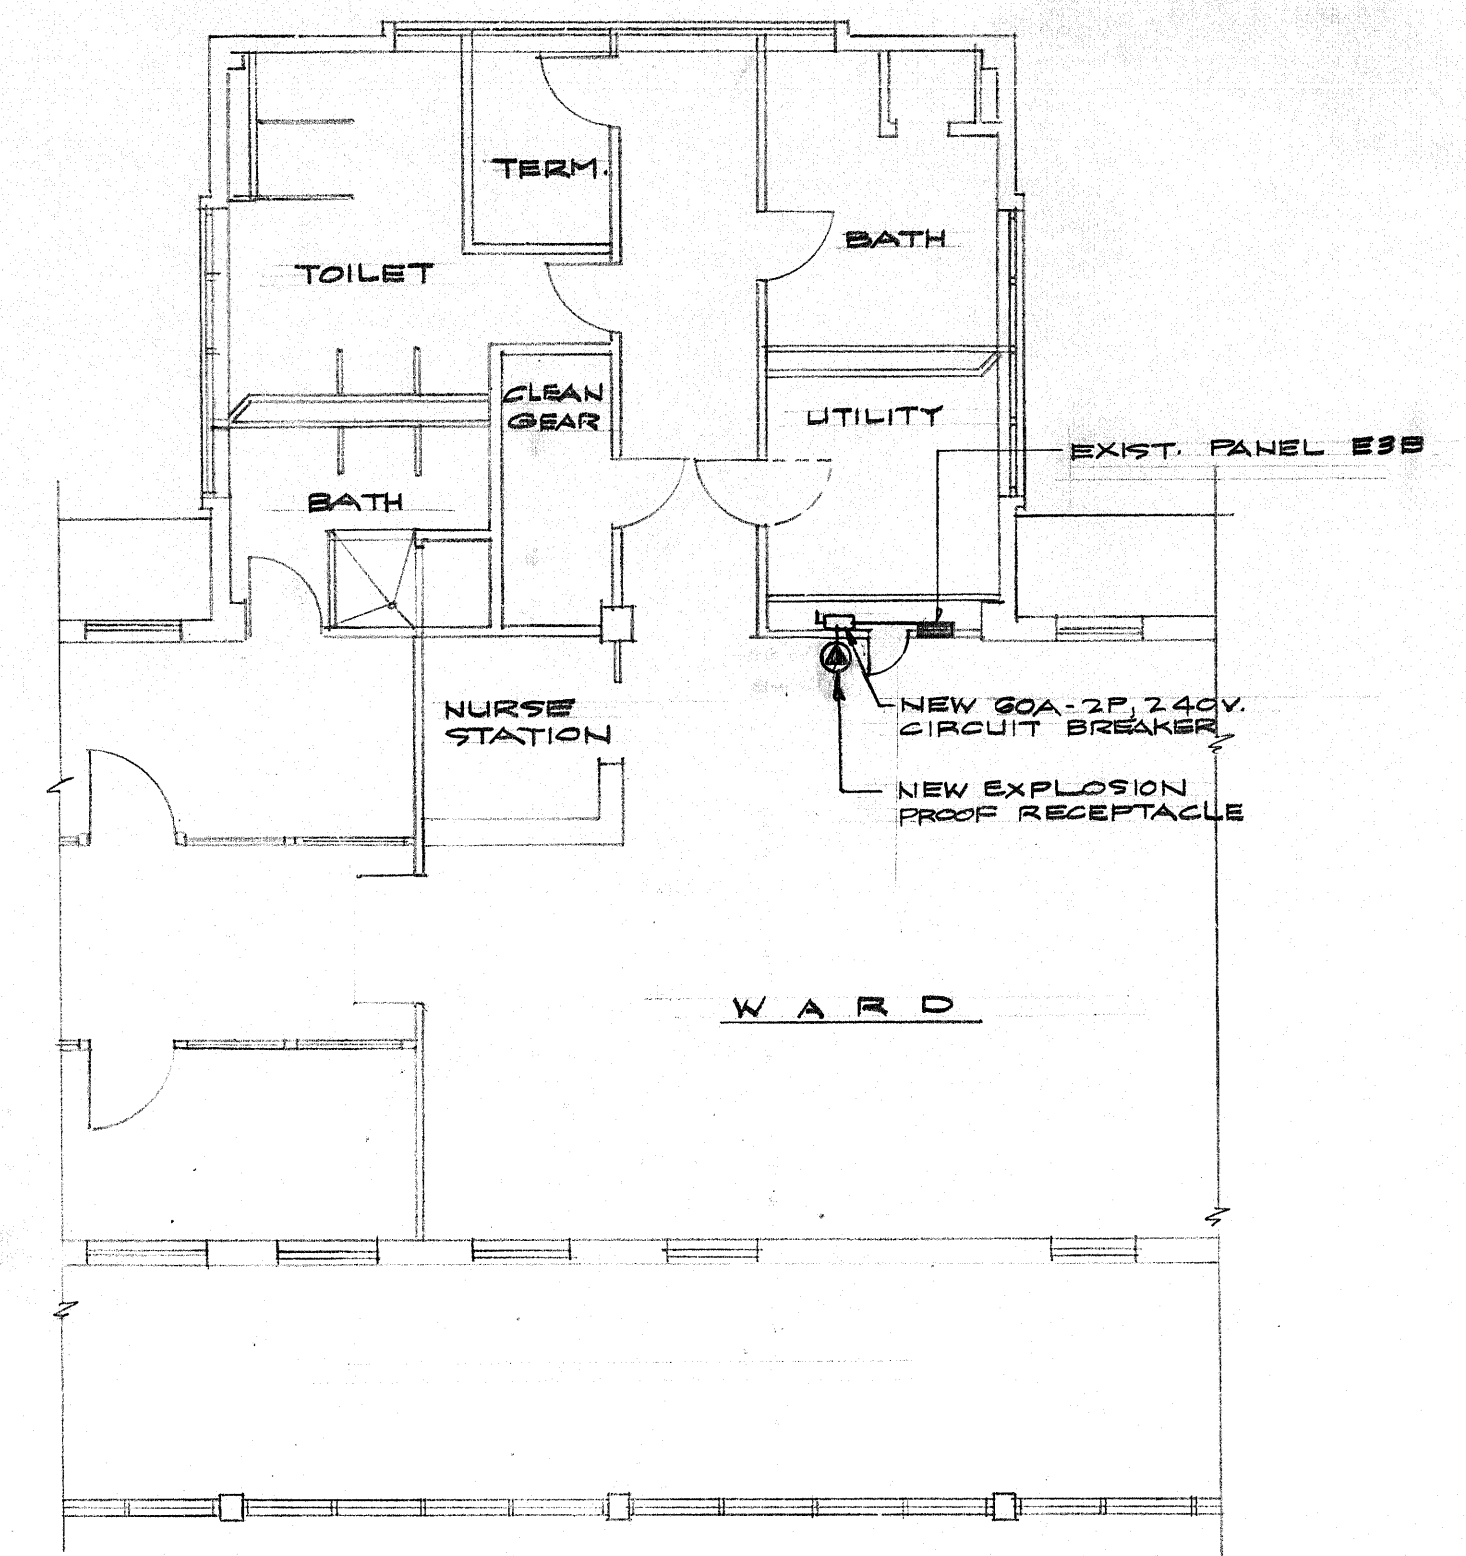 TERM.
BATH
TOILET
CLEAN
GEAR
UTILITY
EXIST. PANEL E3B
BATH
NEW 60A-2P, 240V.
CIRCUIT BREAKER
NURSE
STATION
NEW EXPLOSION
PROOF RECEPTACLE
WARD